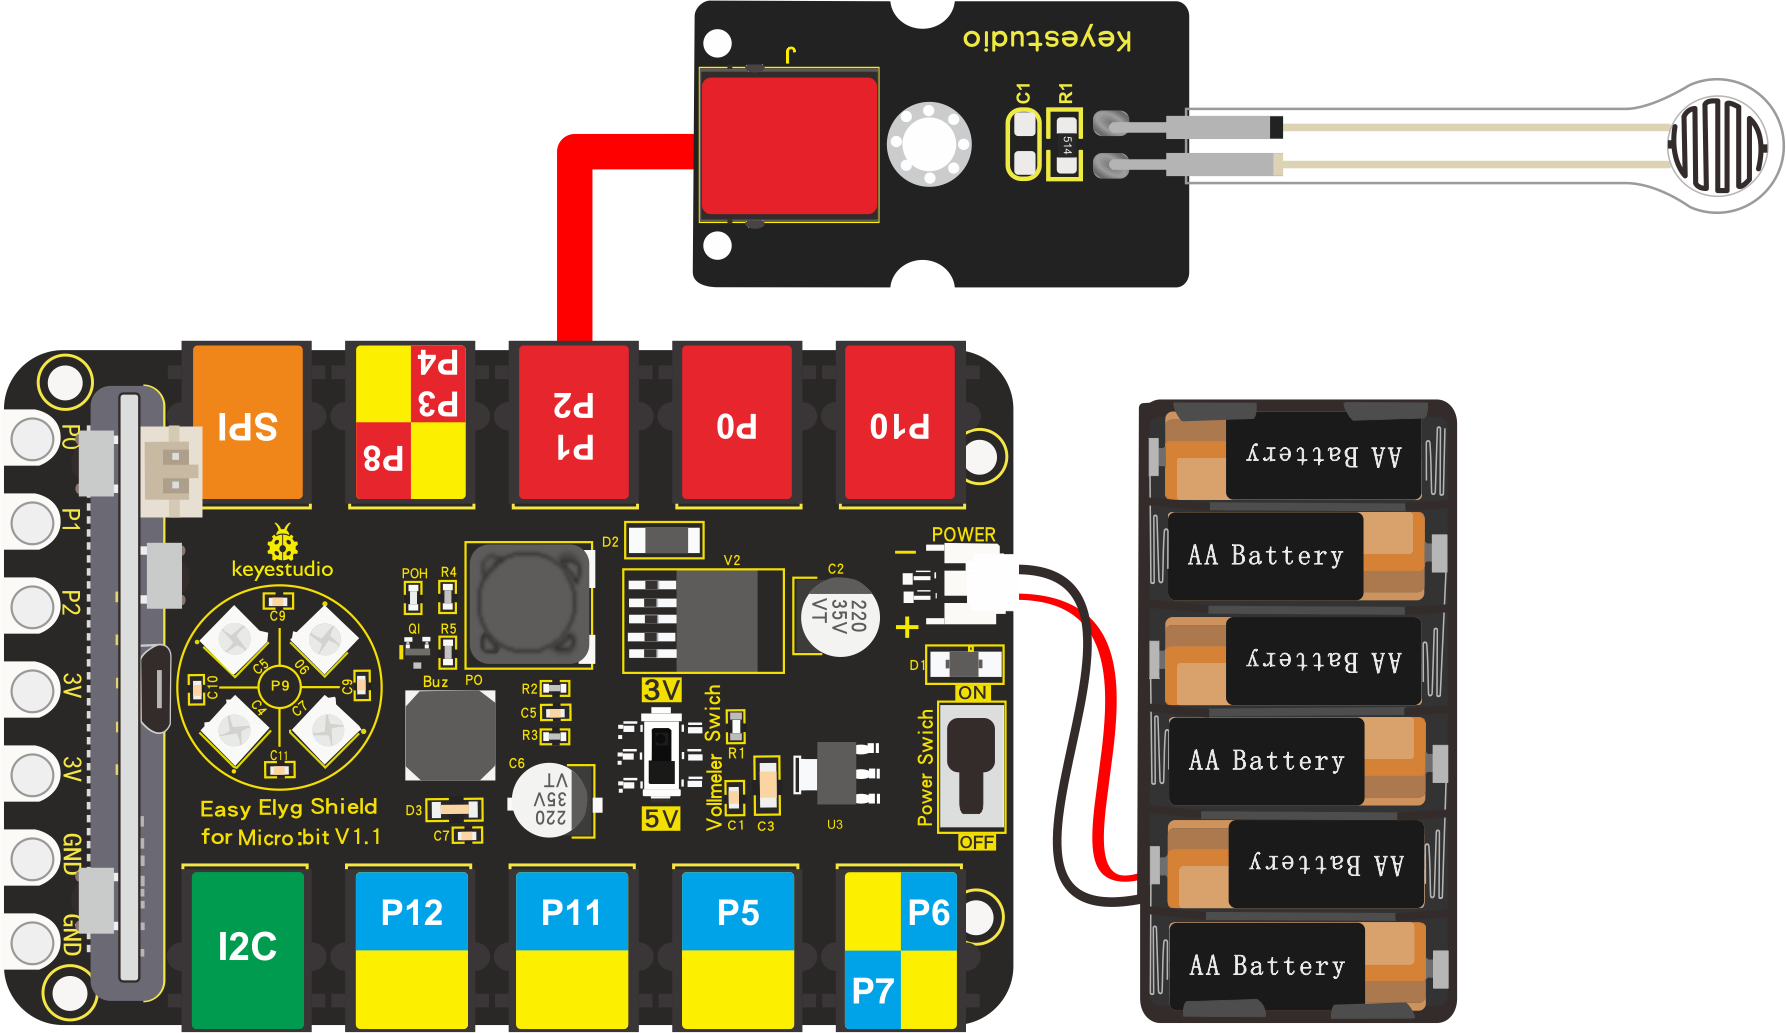 Keyestudio
J
C1
R1
514
SPI
P4
P3
P8
P2
P1
P0
P10
P0
P1
P2
3V
3V
GND
GND
keyestudio
C9
C5
06
C10
P9
C9
C4
C7
C11
Easy Elyg Shield
for Micro:bit V1.1
POH
R4
Q1
R5
Buz
PO
R2
C5
R3
C6
220
35V
VT
D3
C7
D2
V2
C2
220
35V
VT
3V
5V
Vollmeler Swich
R1
C1
C3
U3
POWER
−
+
D1
ON
Power Swich
OFF
I2C
P12
P11
P5
P6
P7
AA Battery
AA Battery
AA Battery
AA Battery
AA Battery
AA Battery